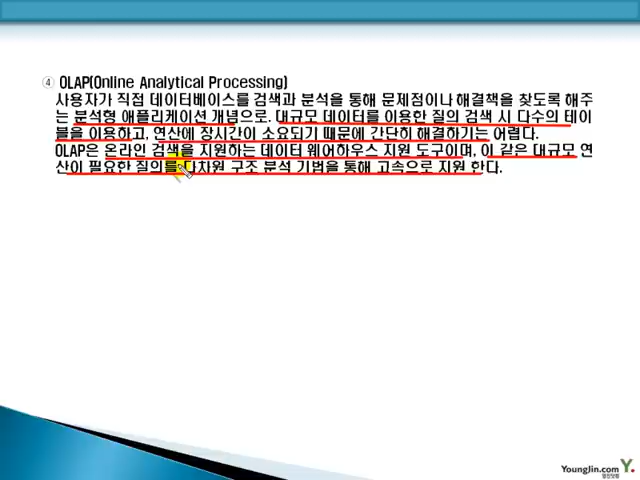 ④ OLAP(Online Analytical Processing)
사용자가 직접 데이터베이스를 검색과 분석을 통해 문제점이나 해결책을 찾도록 해주
는 분석형 애플리케이션 개념으로. 대규모 데이터를 이용한 질의 검색 시 다수의 테이
블을 이용하고, 연산에 장시간이 소요되기 때문에 간단히 해결하기는 어렵다.
OLAP은 온라인 검색을 지원하는 데이터 웨어하우스 지원 도구이며, 이 같은 대규모 연
산이 필요한 질의를 다차원 구조 분석 기법을 통해 고속으로 지원 한다.
YoungJin.com Y.
영진닷컴